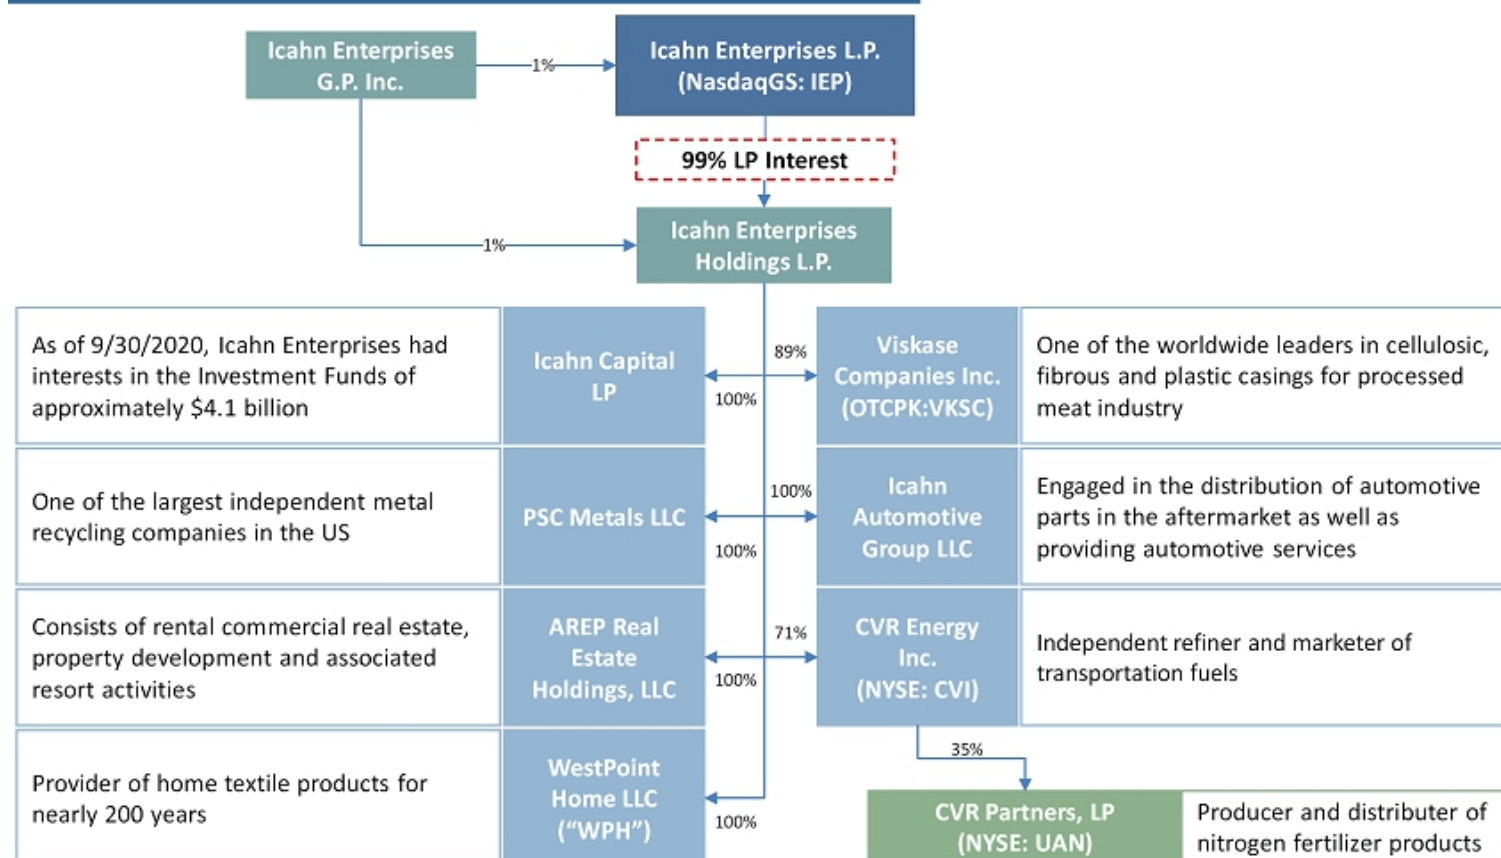 Icahn Enterprises
G.P. Inc.
1%
Icahn Enterprises L.P.
(NasdaqGS: IEP)
99% LP Interest
Icahn Enterprises
Holdings L.P.
1%
As of 9/30/2020, Icahn Enterprises had
interests in the Investment Funds of
approximately $4.1 billion
Icahn Capital
LP
89%
100%
Viskase
Companies Inc.
(OTCPK:VKSC)
One of the worldwide leaders in cellulosic,
fibrous and plastic casings for processed
meat industry
One of the largest independent metal
recycling companies in the US
PSC Metals LLC
100%
100%
Icahn
Automotive
Group LLC
Engaged in the distribution of automotive
parts in the aftermarket as well as
providing automotive services
Consists of rental commercial real estate,
property development and associated
resort activities
AREP Real
Estate
Holdings, LLC
71%
100%
CVR Energy
Inc.
(NYSE: CVI)
Independent refiner and marketer of
transportation fuels
Provider of home textile products for
nearly 200 years
WestPoint
Home LLC
(“WPH”)
100%
35%
CVR Partners, LP
(NYSE: UAN)
Producer and distributer of
nitrogen fertilizer products